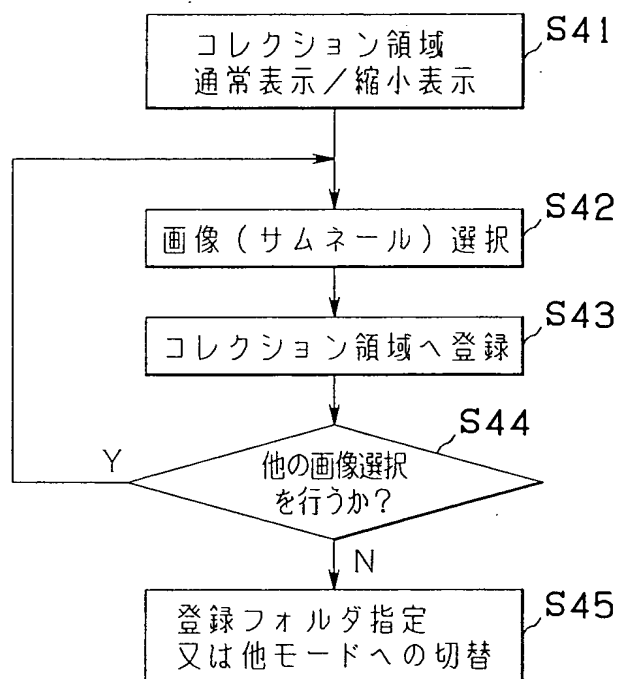 コレクション領域
通常表示/縮小表示
S41
画像(サムネール)選択
S42
コレクション領域へ登録
S43
他の画像選択
を行うか?
S44
Y
N
登録フォルダ指定
又は他モードへの切替
S45